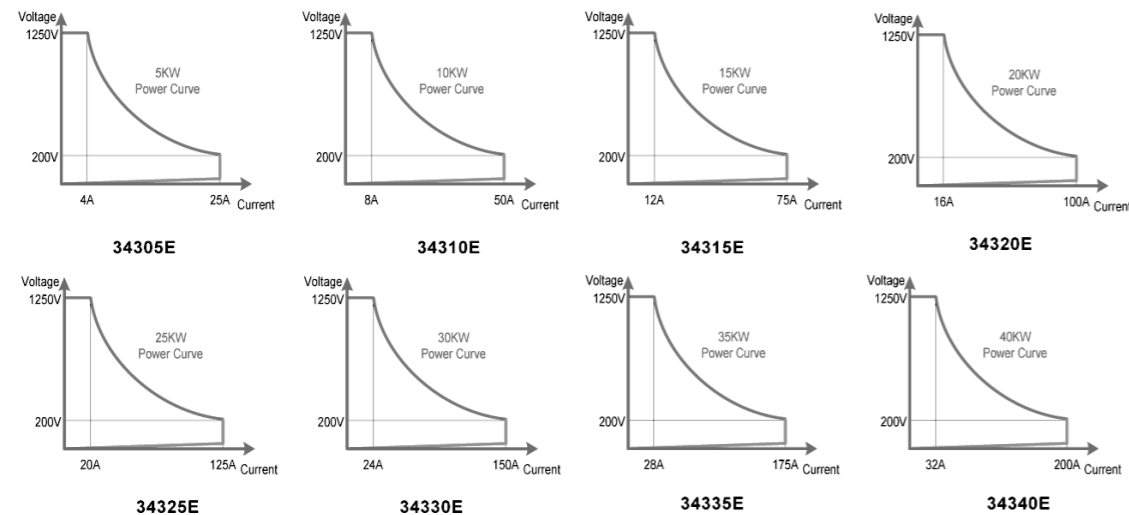 Voltage
1250V
5KW
Power Curve
200V
4A
25A
Current
34305E
Voltage
1250V
10KW
Power Curve
200V
8A
50A
Current
34310E
Voltage
1250V
15KW
Power Curve
200V
12A
75A
Current
34315E
Voltage
1250V
20KW
Power Curve
200V
16A
100A
Current
34320E
Voltage
1250V
25KW
Power Curve
200V
20A
125A
Current
34325E
Voltage
1250V
30KW
Power Curve
200V
24A
150A
Current
34330E
Voltage
1250V
35KW
Power Curve
200V
28A
175A
Current
34335E
Voltage
1250V
40KW
Power Curve
200V
32A
200A
Current
34340E